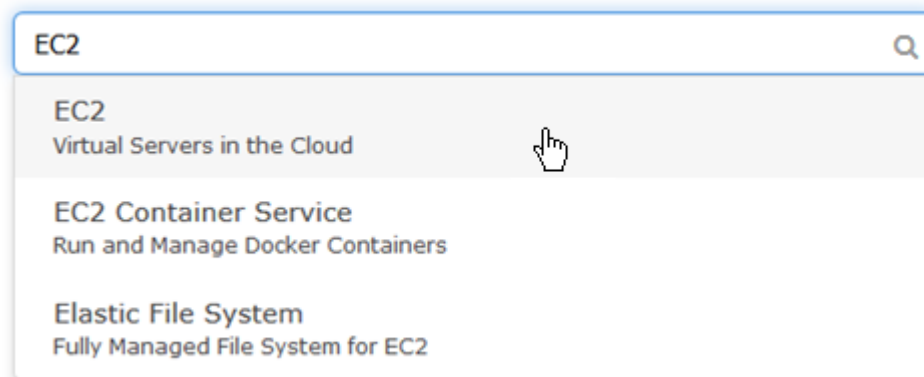 EC2
EC2
Virtual Servers in the Cloud
EC2 Container Service
Run and Manage Docker Containers
Elastic File System
Fully Managed File System for EC2